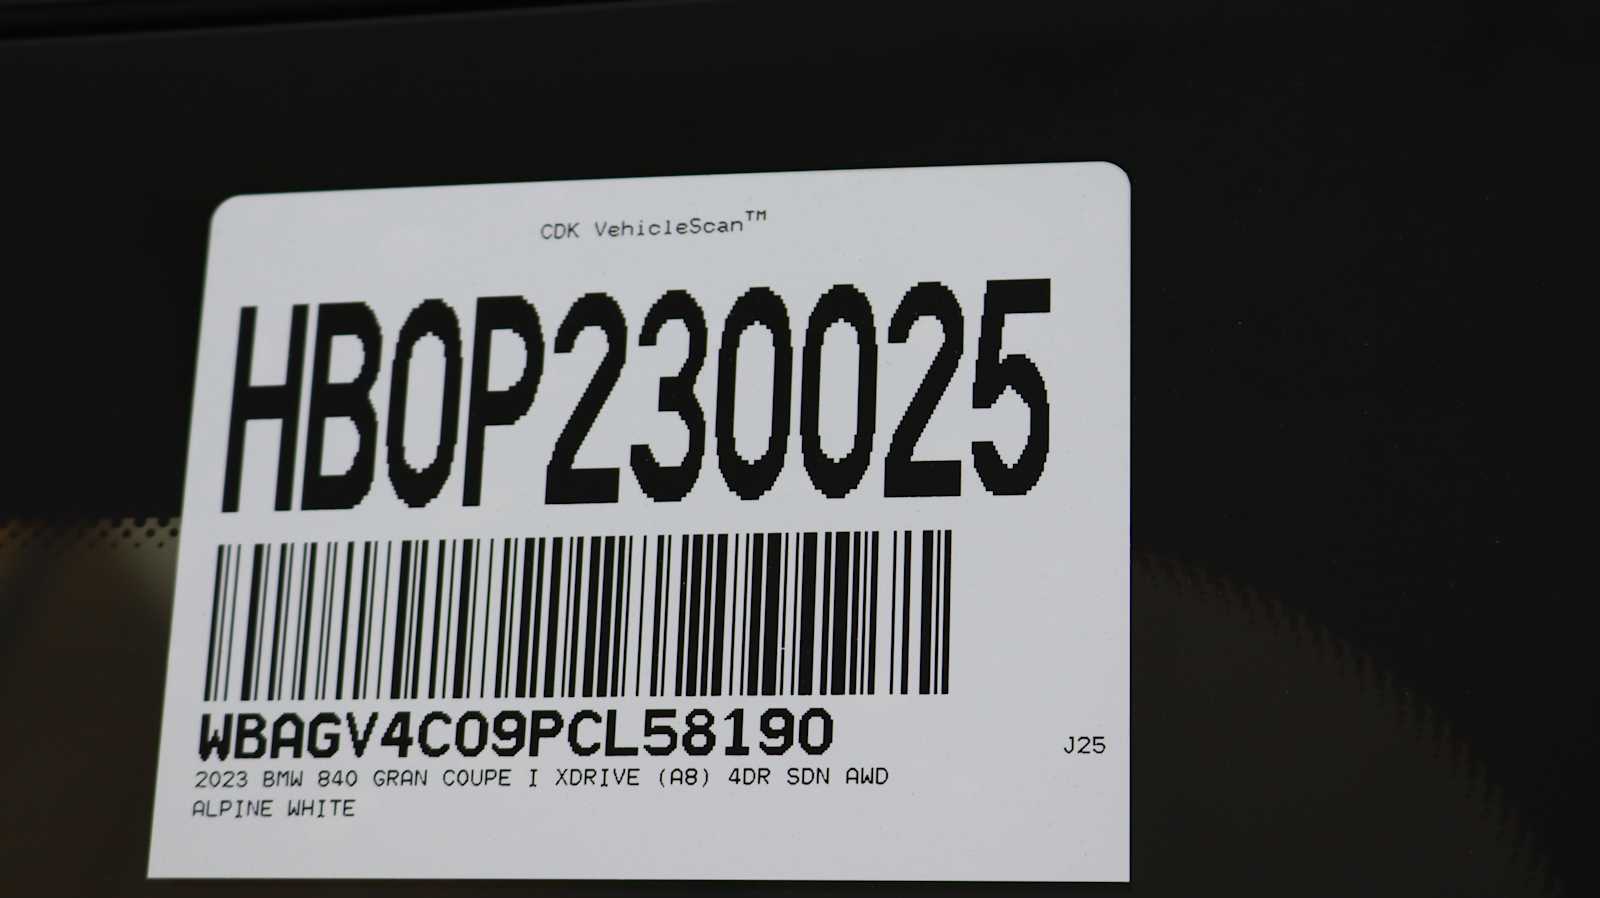 CDK VehicleScan™
HB0P230025
WBAGV4C09PCL58190
J25
2023 BMW 840 GRAN COUPE I XDRIVE (A8) 4DR SDN AWD
ALPINE WHITE